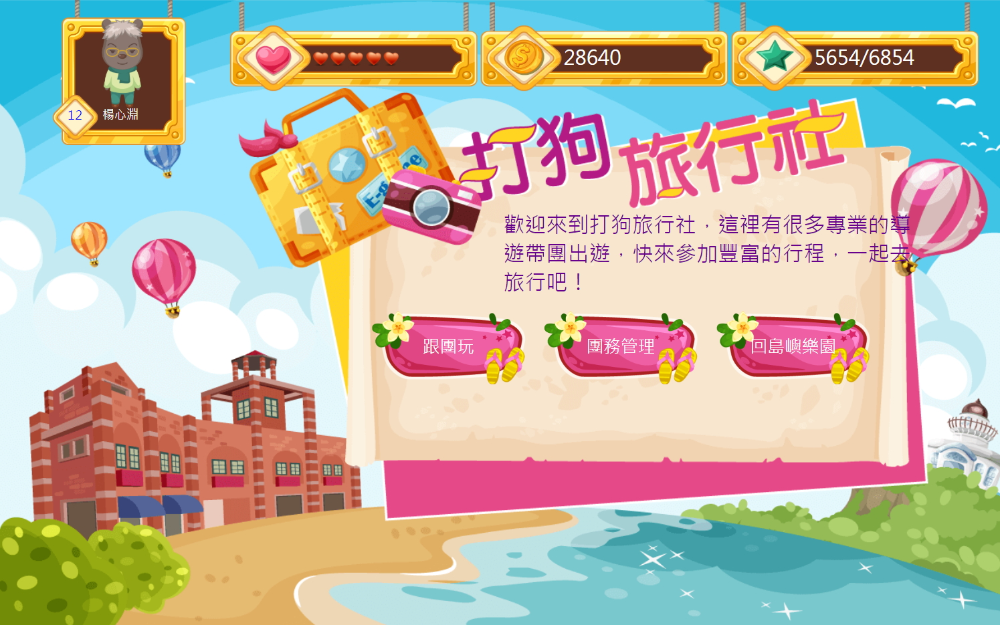 28640
5654/6854
12
楊心淵
打狗旅行社
歡迎來到打狗旅行社，這裡有很多專業的導
遊帶團出遊，快來參加豐富的行程，一起去
旅行吧！
跟團玩
團務管理
回島嶼樂園